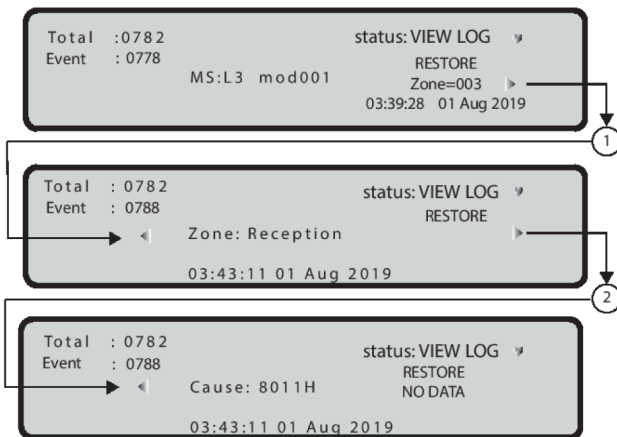 Total :0782 status: VIEW LOG
Event : 0778 RESTORE
MS:L3 mod001 Zone=003
03:39:28 01 Aug 2019
1
Total : 0782 status: VIEW LOG
Event : 0788 RESTORE
Zone: Reception
03:43:11 01 Aug 2019
2
Total : 0782 status: VIEW LOG
Event : 0788 RESTORE
Cause: 8011H NO DATA
03:43:11 01 Aug 2019